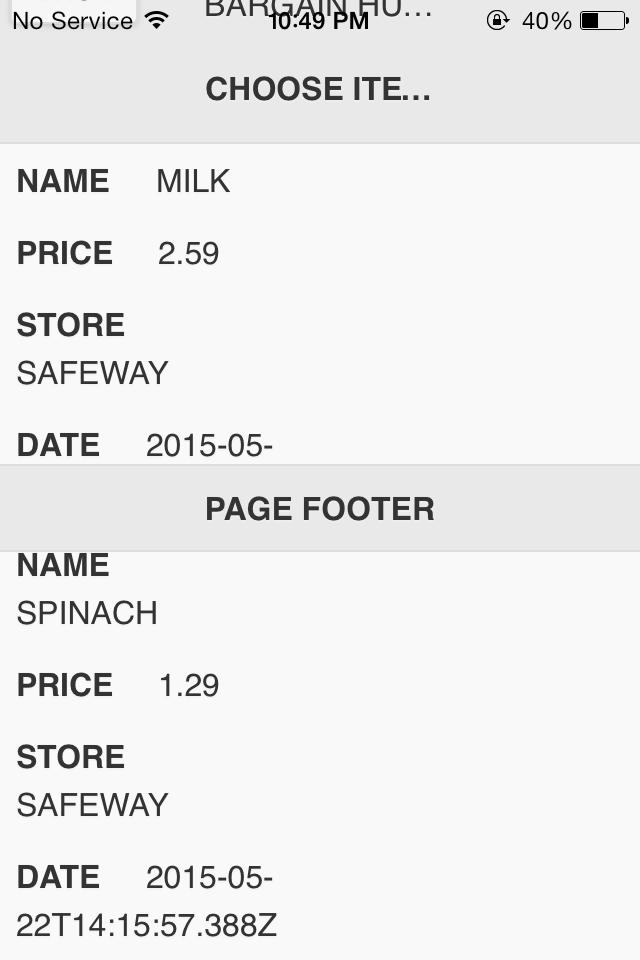 BARGAIN HU...
No Service 10:49 PM 40%
CHOOSE ITE...
NAME MILK
PRICE 2.59
STORE
SAFEWAY
DATE 2015-05-
PAGE FOOTER
NAME
SPINACH
PRICE 1.29
STORE
SAFEWAY
DATE 2015-05-
22T14:15:57.388Z